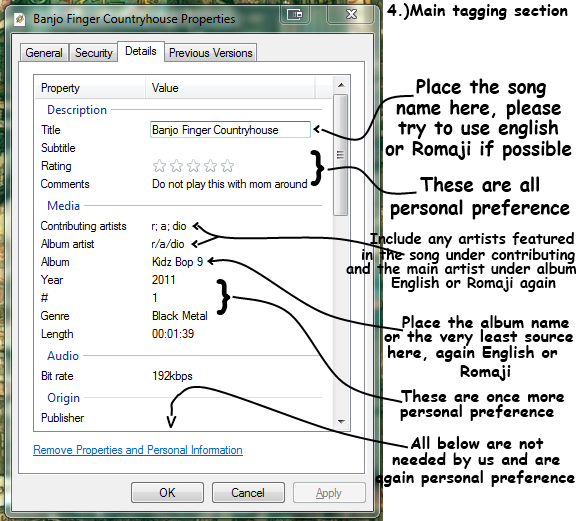 Banjo Finger Countryhouse Properties
4.)Main tagging section
General
Security
Details
Previous Versions
Property Value
Description
Title Banjo Finger Countryhouse
Subtitle
Rating
Comments Do not play this with mom around
Media
Contributing artists r; a; dio
Album artist r/a/dio
Album Kidz Bop 9
Year 2011
# 1
Genre Black Metal
Length 00:01:39
Audio
Bit rate 192kbps
Origin
Publisher
Remove Properties and Personal Information
OK
Cancel
Apply
Place the song
name here, please
try to use english
or Romaji if possible
These are all
personal preference
Include any artists featured
in the song under contributing
and the main artist under album
English or Romaji again
Place the album name
or the very least source
here, again English or
Romaji
These are once more
personal preference
All below are not
needed by us and are
again personal preference